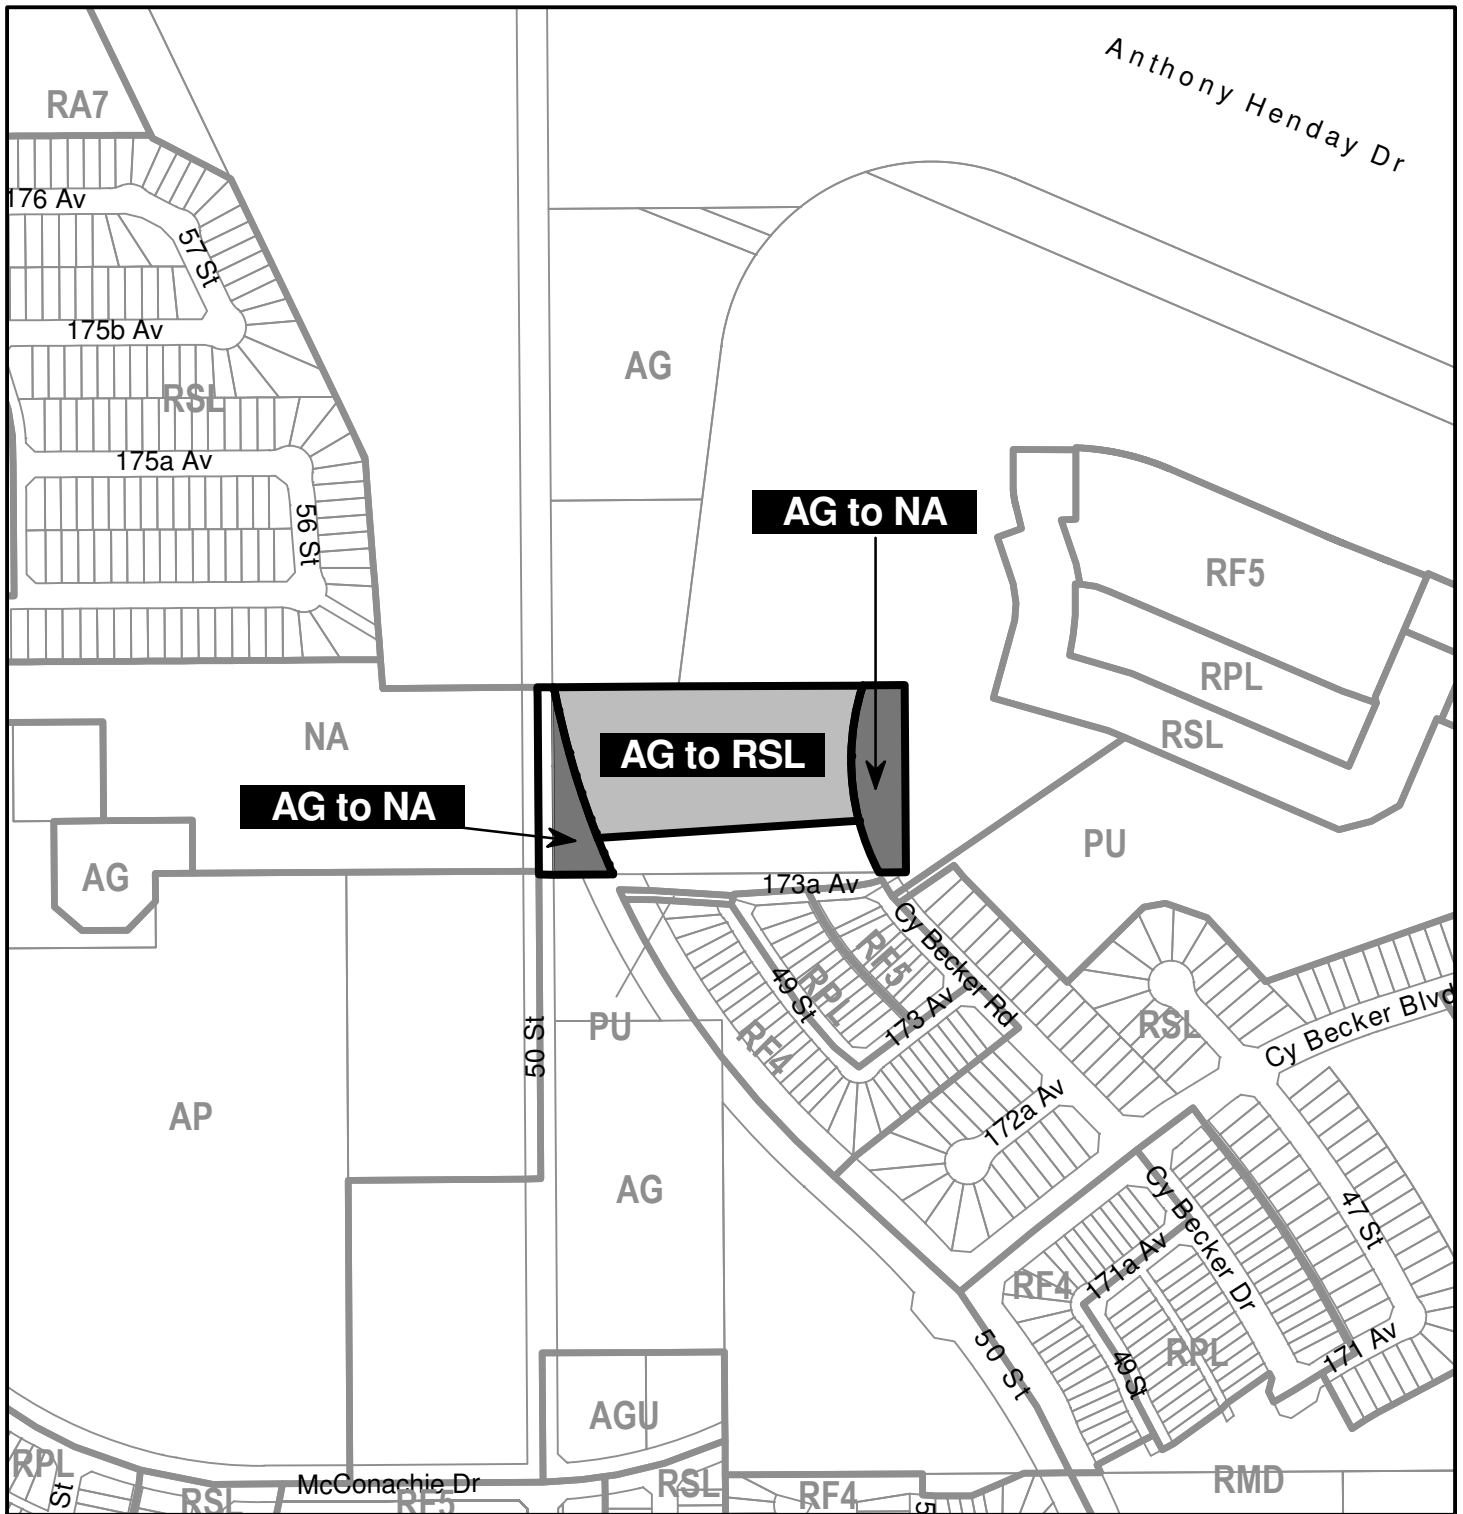 Anthony Henday Dr
RA7
176 Av
57 St
175b Av
AG
RSL
175a Av
56 St
AG to NA
RF5
RPL
RSL
NA
AG to RSL
AG to NA
PU
AG
173a Av
Cy Becker Rd
RF5
RPL
49 St
173 Av
RF4
PU
50 St
RSL
Cy Becker Blvd
AP
172a Av
AG
Cy Becker Dr
47 St
171a Av
RF4
50 St
49 St
RPL
171 Av
AGU
RPL
St
RSL
McConachie Dr
RF5
RSL
RF4
5
RMD